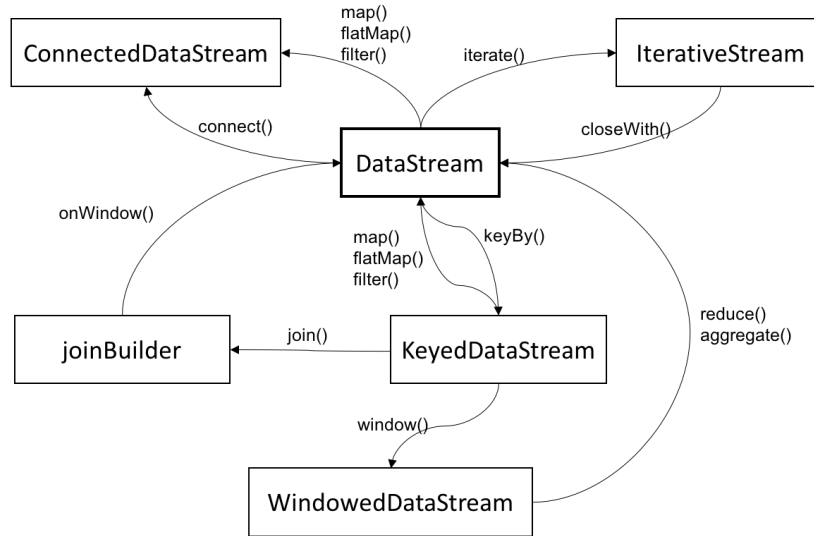 map()
flatMap()
filter()
ConnectedDataStream
iterate()
IterativeStream
connect()
closeWith()
DataStream
onWindow()
map()
flatMap()
filter()
keyBy()
reduce()
aggregate()
joinBuilder
join()
KeyedDataStream
window()
WindowedDataStream